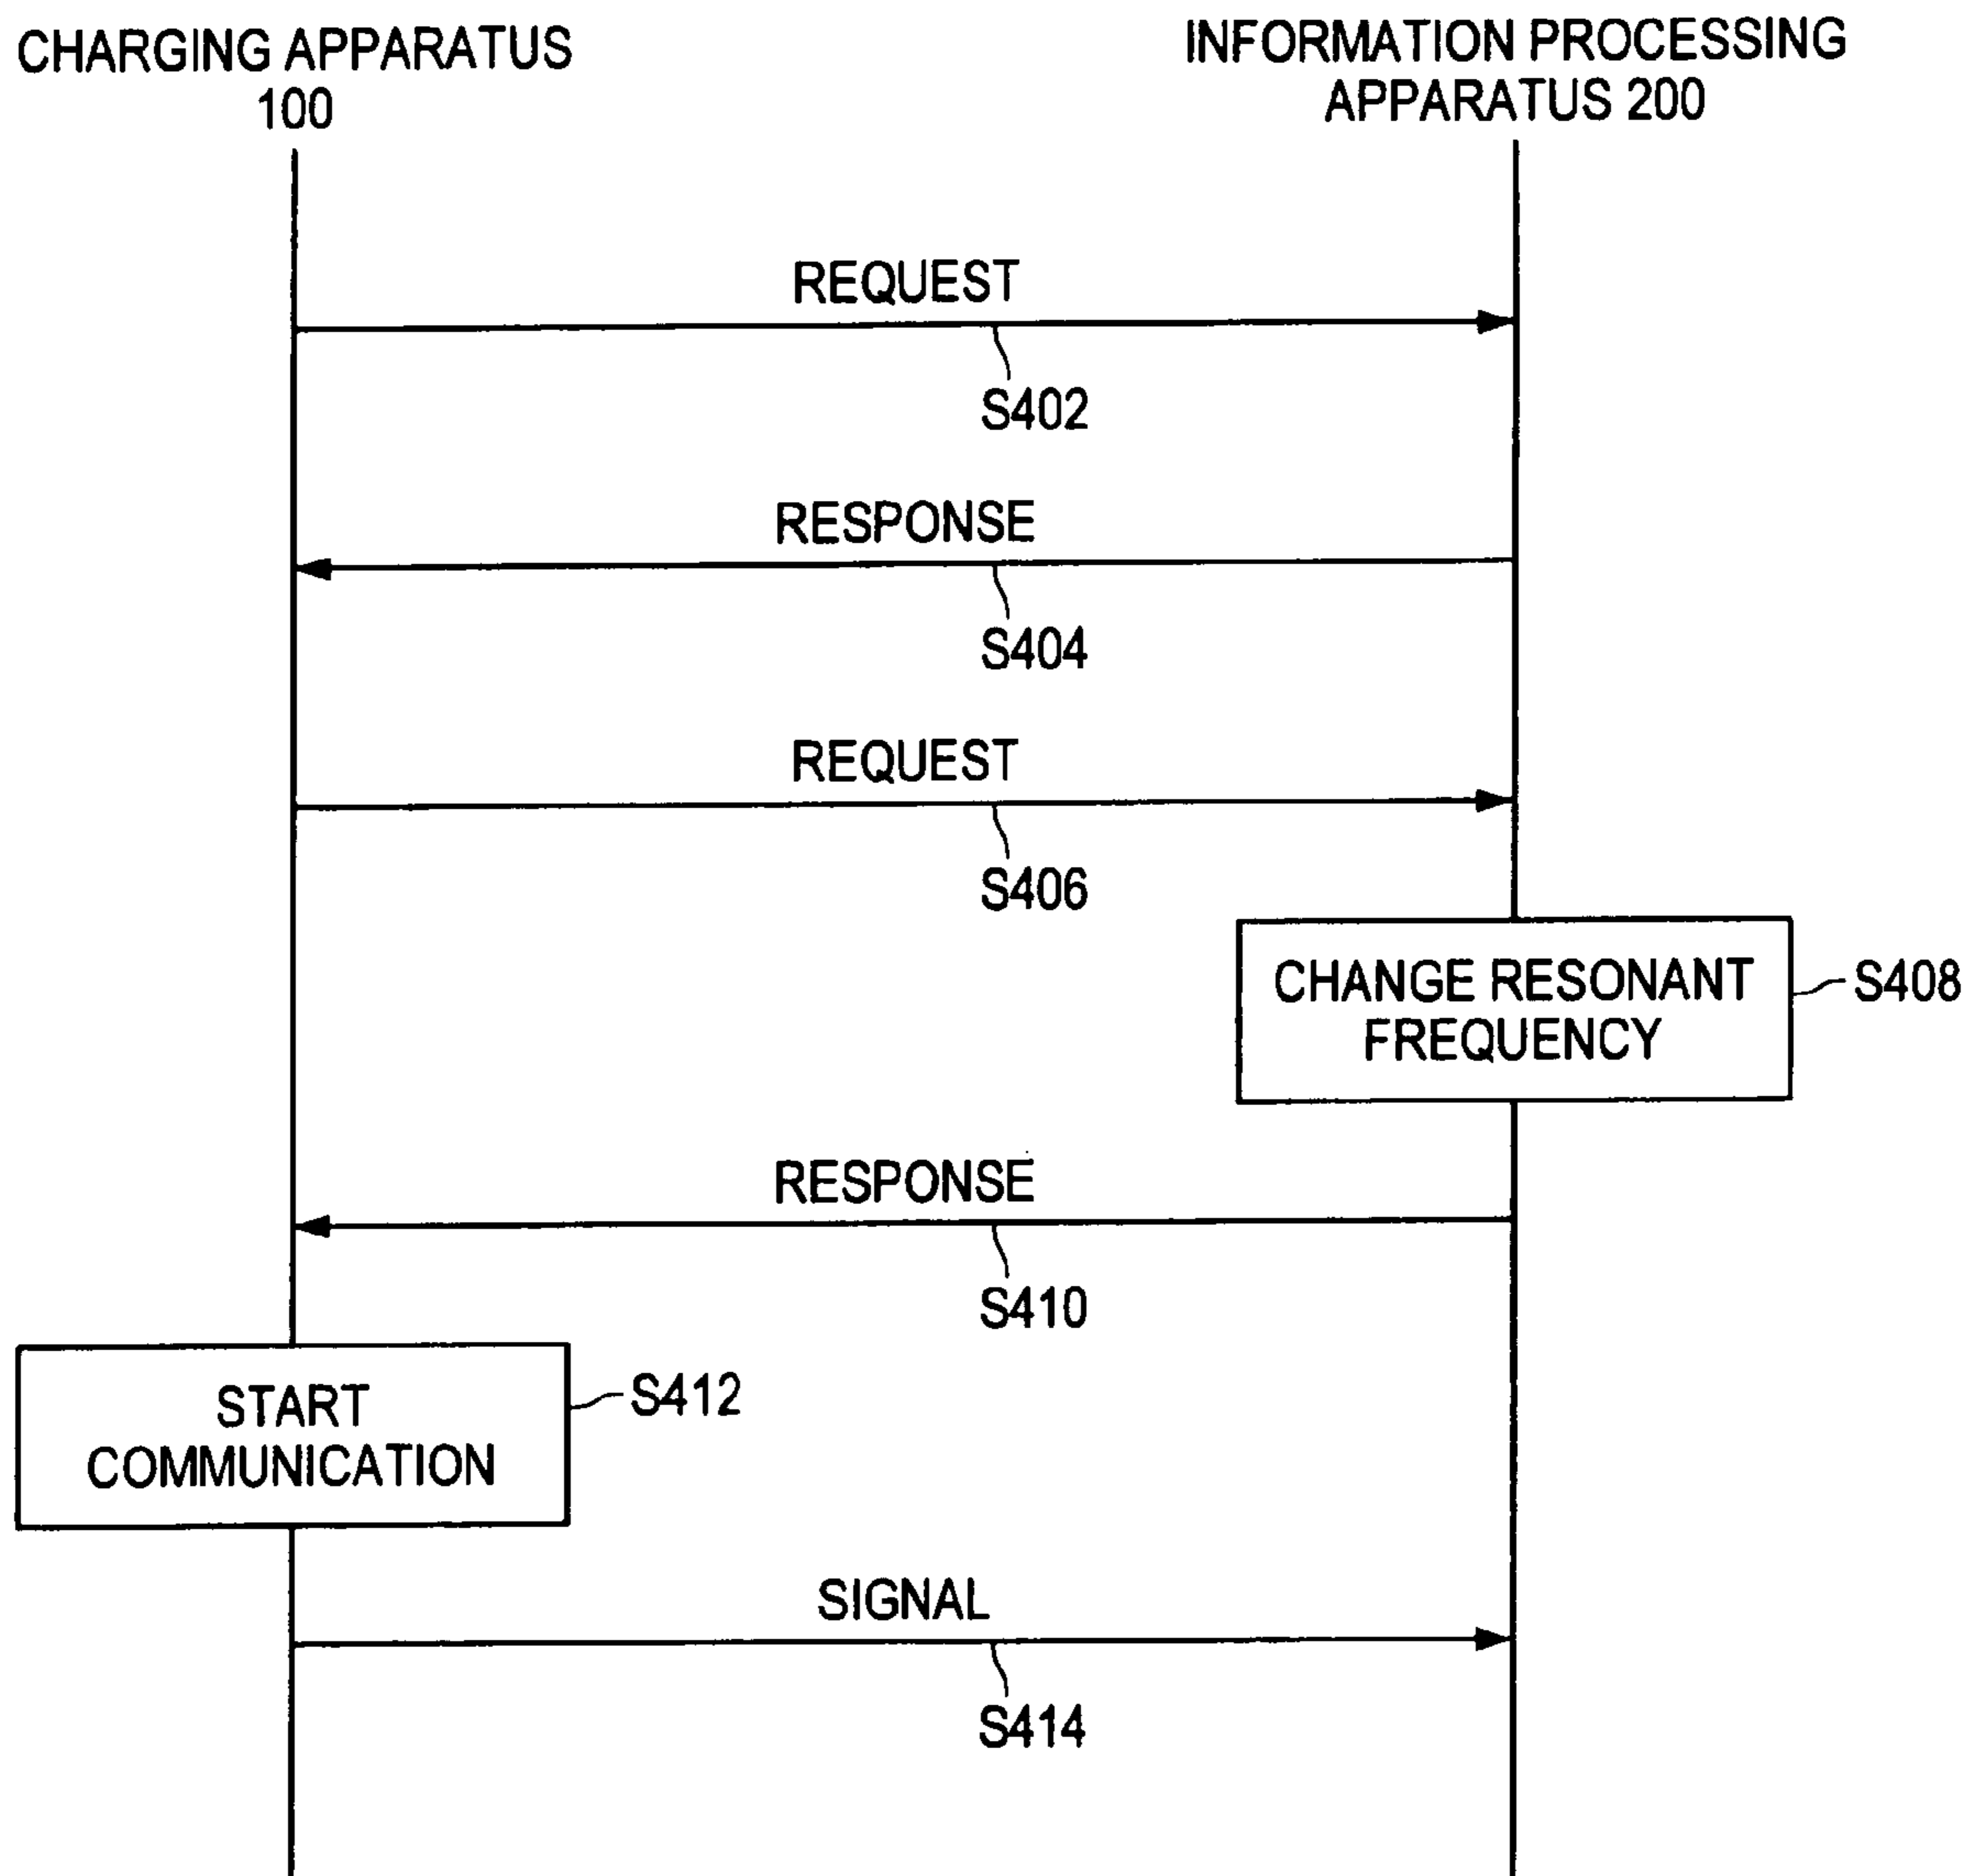 CHARGING APPARATUS
100
INFORMATION PROCESSING
APPARATUS 200
REQUEST
S402
RESPONSE
S404
REQUEST
S406
CHANGE RESONANT
FREQUENCY
S408
RESPONSE
S410
START
COMMUNICATION
S412
SIGNAL
S414